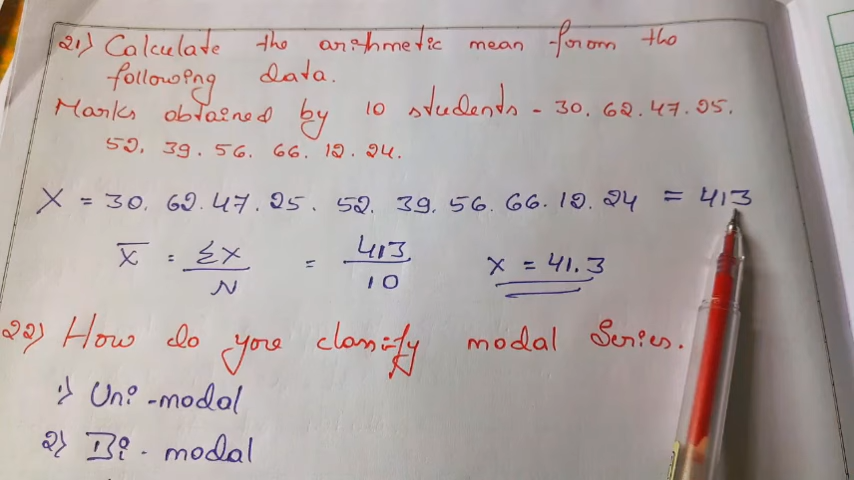 21) Calculate the arithmetic mean from the
following data.
Marks obtained by 10 students - 30. 62. 47. 25.
52. 39. 56. 66. 12. 24.
X = 30. 62. 47. 25. 52. 39. 56. 66. 12. 24 = 413
X̅ = ΣX/N = 413/10 X = 41.3
22) How do you classify modal Series.
1) Uni-modal
2) Bi-modal